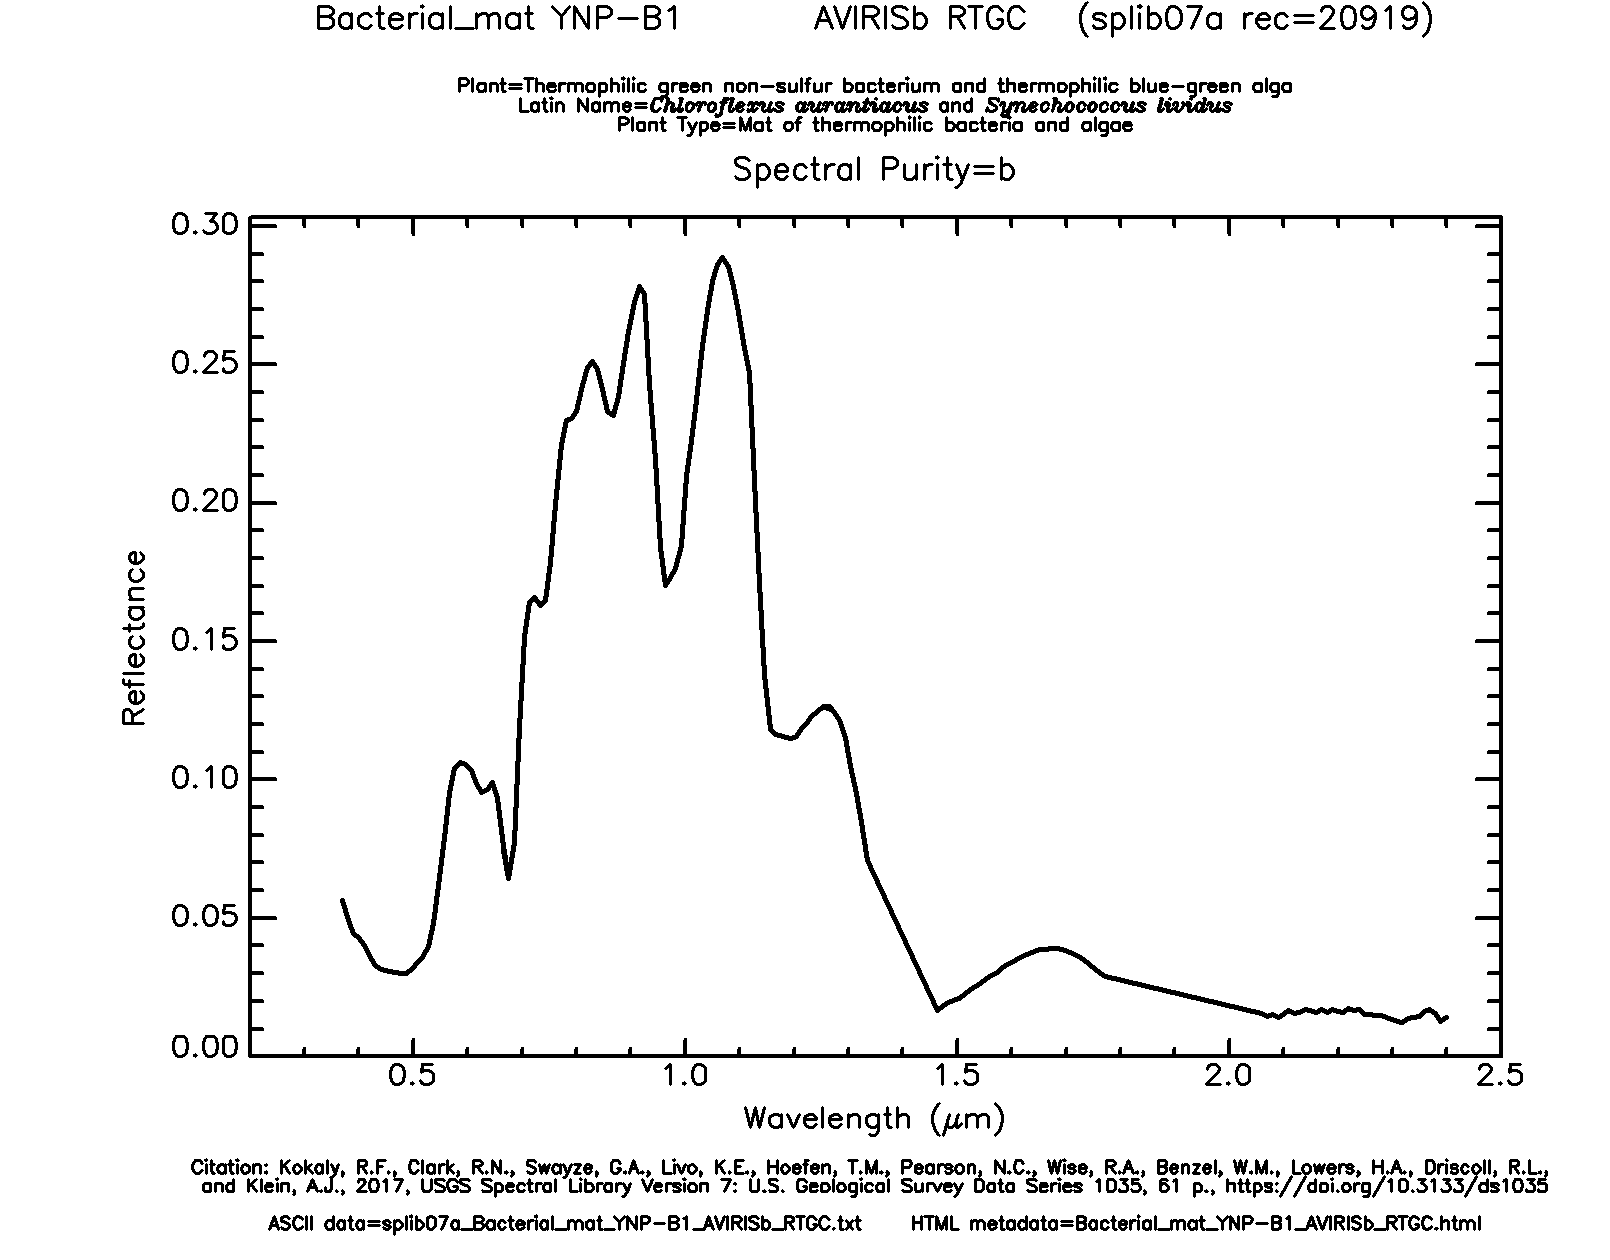 Bacterial_mat YNP-B1 AVIRISb RTGC (splib07a rec=20919)
Plant=Thermophilic green non-sulfur bacterium and thermophilic blue-green alga
Latin Name=Chloroflexus aurantiacus and Synechococcus lividus
Plant Type=Mat of thermophilic bacteria and algae
Spectral Purity=b
0.30
0.25
0.20
0.15
0.10
0.05
0.00
Reflectance
0.5 1.0 1.5 2.0 2.5
Wavelength (μm)
Citation: Kokaly, R.F., Clark, R.N., Swayze, G.A., Livo, K.E., Hoefen, T.M., Pearson, N.C., Wise, R.A., Benzel, W.M., Lowers, H.A., Driscoll, R.L.,
and Klein, A.J., 2017, USGS Spectral Library Version 7: U.S. Geological Survey Data Series 1035, 61 p., https://doi.org/10.3133/ds1035
ASCII data=splib07a_Bacterial_mat_YNP-B1_AVIRISb_RTGC.txt HTML metadata=Bacterial_mat_YNP-B1_AVIRISb_RTGC.html